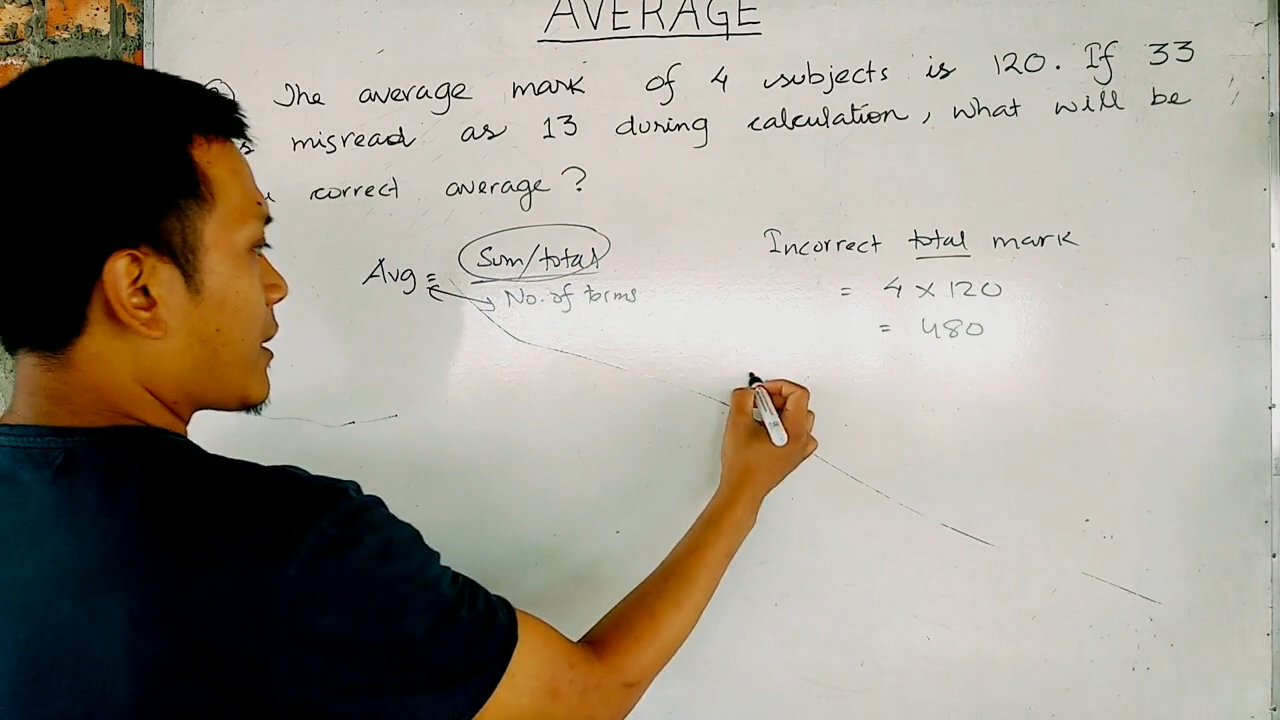 AVERAGE
The average mark of 4 subjects is 120. If 33
misread as 13 during calculation, what will be
correct average?
Avg = Sum/total
No. of terms
Incorrect total mark
= 4 x 120
= 480